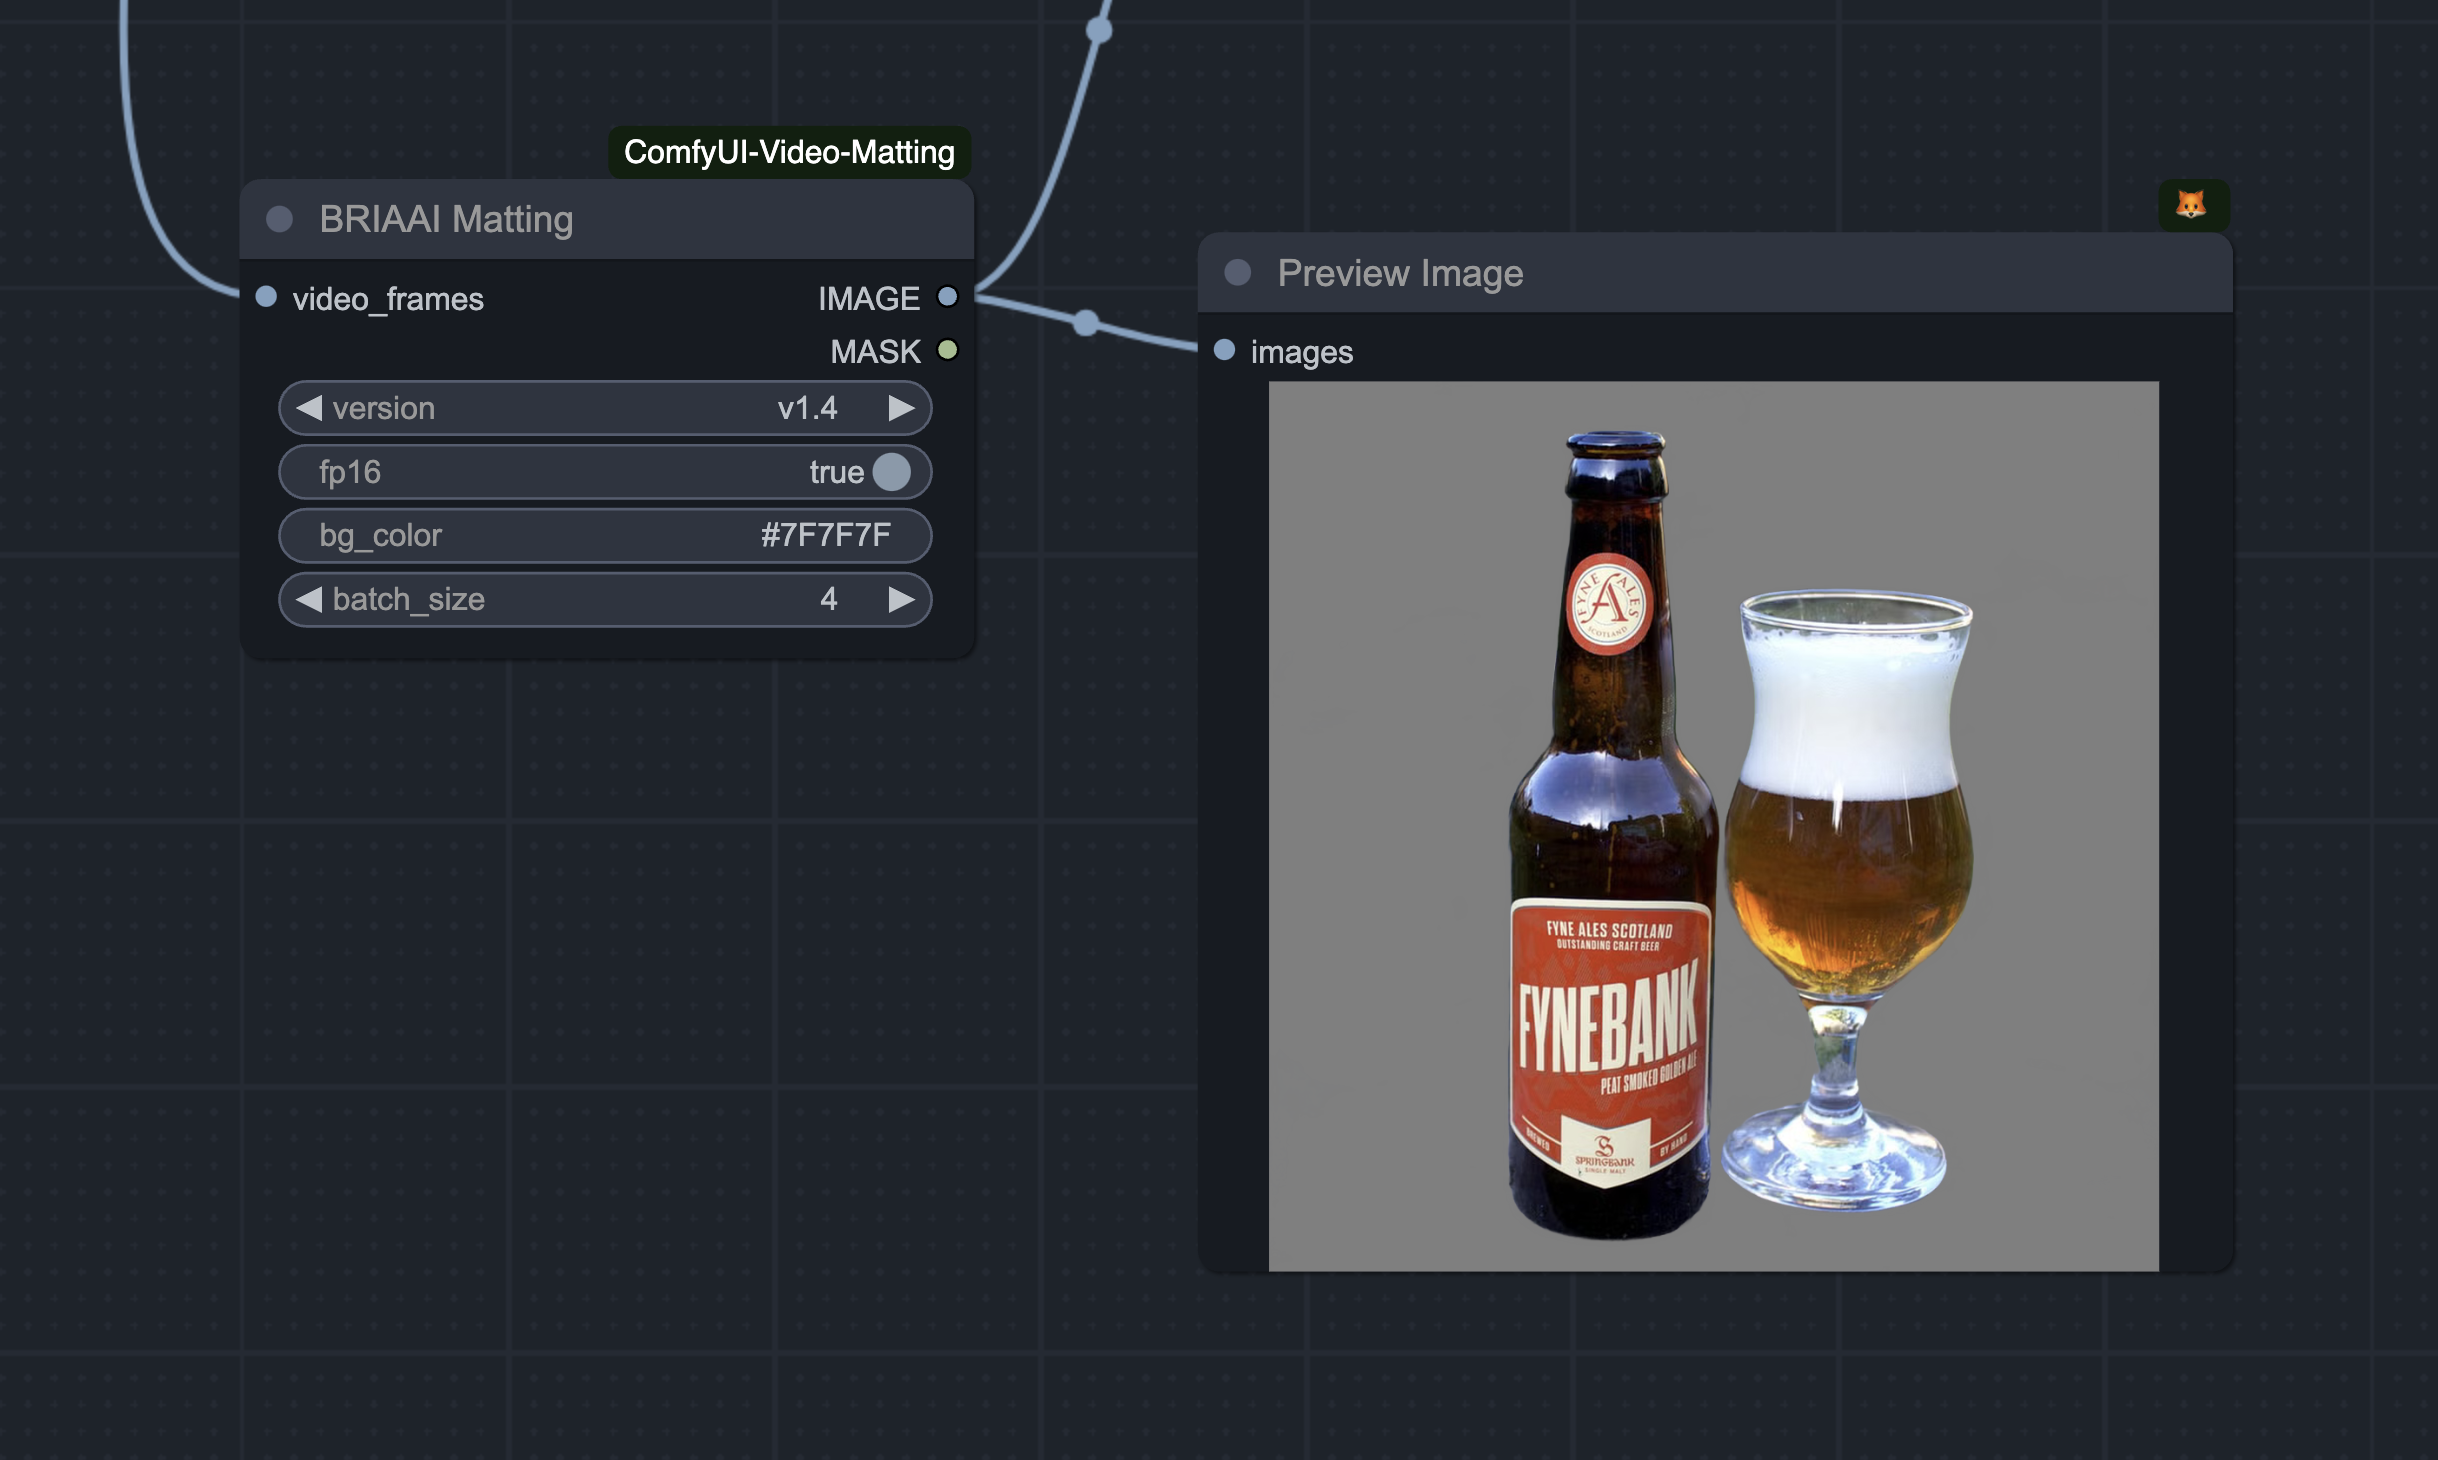 ComfyUI-Video-Matting
BRIAAI Matting
video_frames
IMAGE
MASK
version v1.4
fp16 true
bg_color #7F7F7F
batch_size 4
Preview Image
images
FYNE ALES
A
SCOTLAND
FYNE ALES SCOTLAND
OUTSTANDING CRAFT BEER
FYNEBANK
PEAT SMOKED GOLDEN ALE
BREWED
BY HAND
S
SPRINGBANK
SINGLE MALT